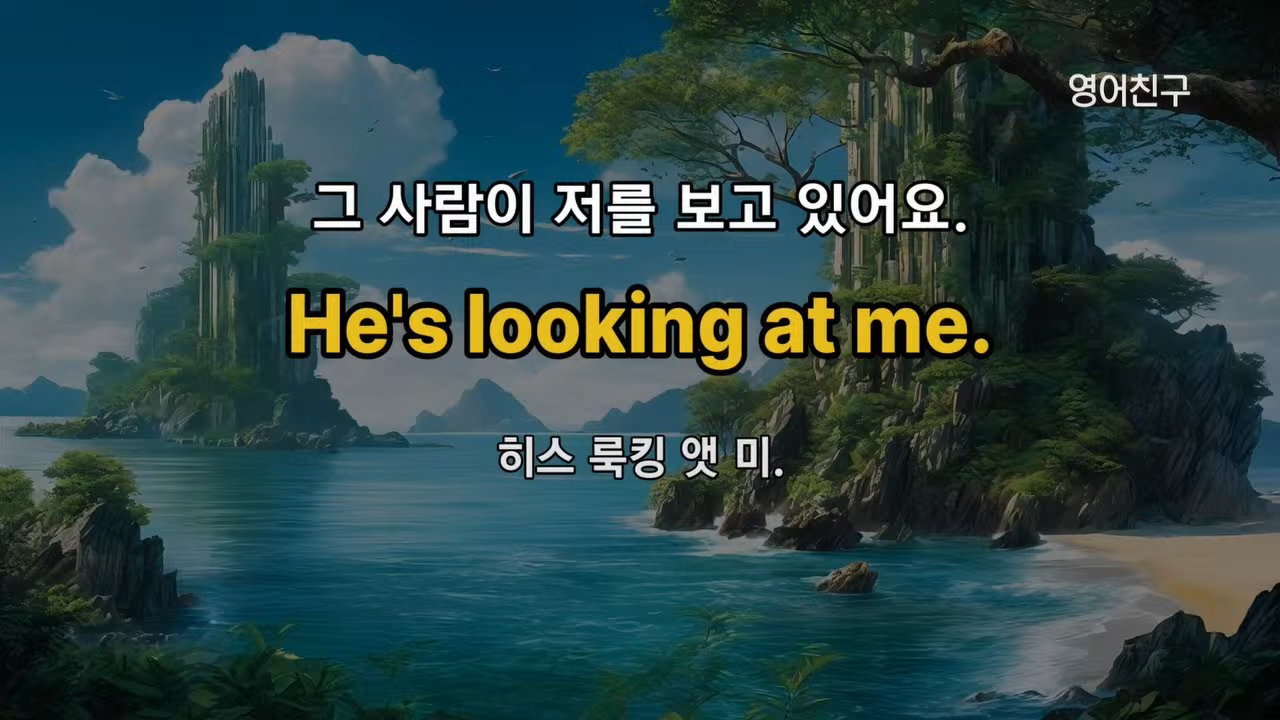 영어친구
그 사람이 저를 보고 있어요.
He's looking at me.
히스 룩킹 앳 미.